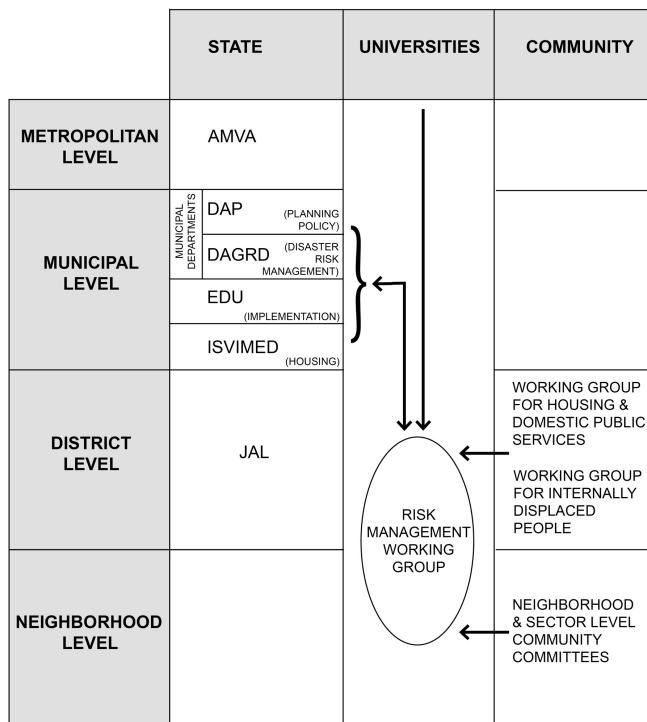 STATE
UNIVERSITIES
COMMUNITY
METROPOLITAN
LEVEL
AMVA
MUNICIPAL
LEVEL
MUNICIPAL
DEPARTMENTS
DAP
(PLANNING
POLICY)
DAGRD
(DISASTER
RISK
MANAGEMENT)
EDU
(IMPLEMENTATION)
ISVIMED
(HOUSING)
DISTRICT
LEVEL
JAL
RISK
MANAGEMENT
WORKING
GROUP
WORKING GROUP
FOR HOUSING &
DOMESTIC PUBLIC
SERVICES
WORKING GROUP
FOR INTERNALLY
DISPLACED
PEOPLE
NEIGHBORHOOD
LEVEL
NEIGHBORHOOD
& SECTOR LEVEL
COMMUNITY
COMMITTEES